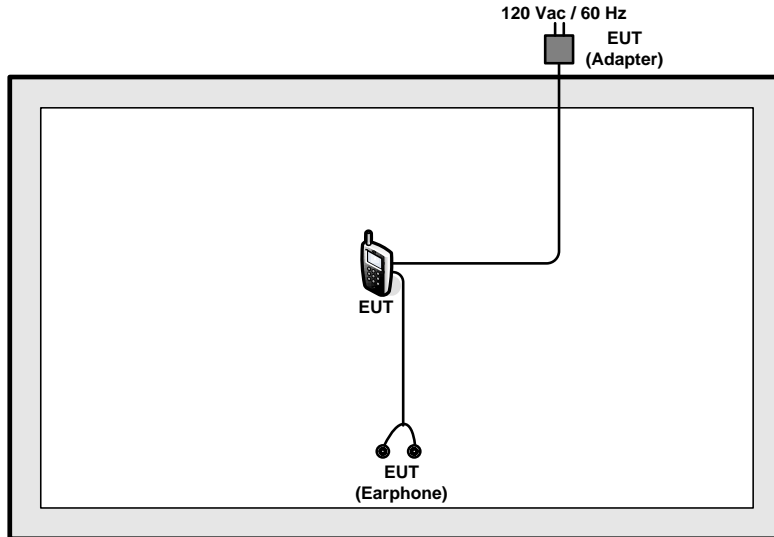 120 Vac / 60 Hz
EUT
(Adapter)
EUT
EUT
(Earphone)